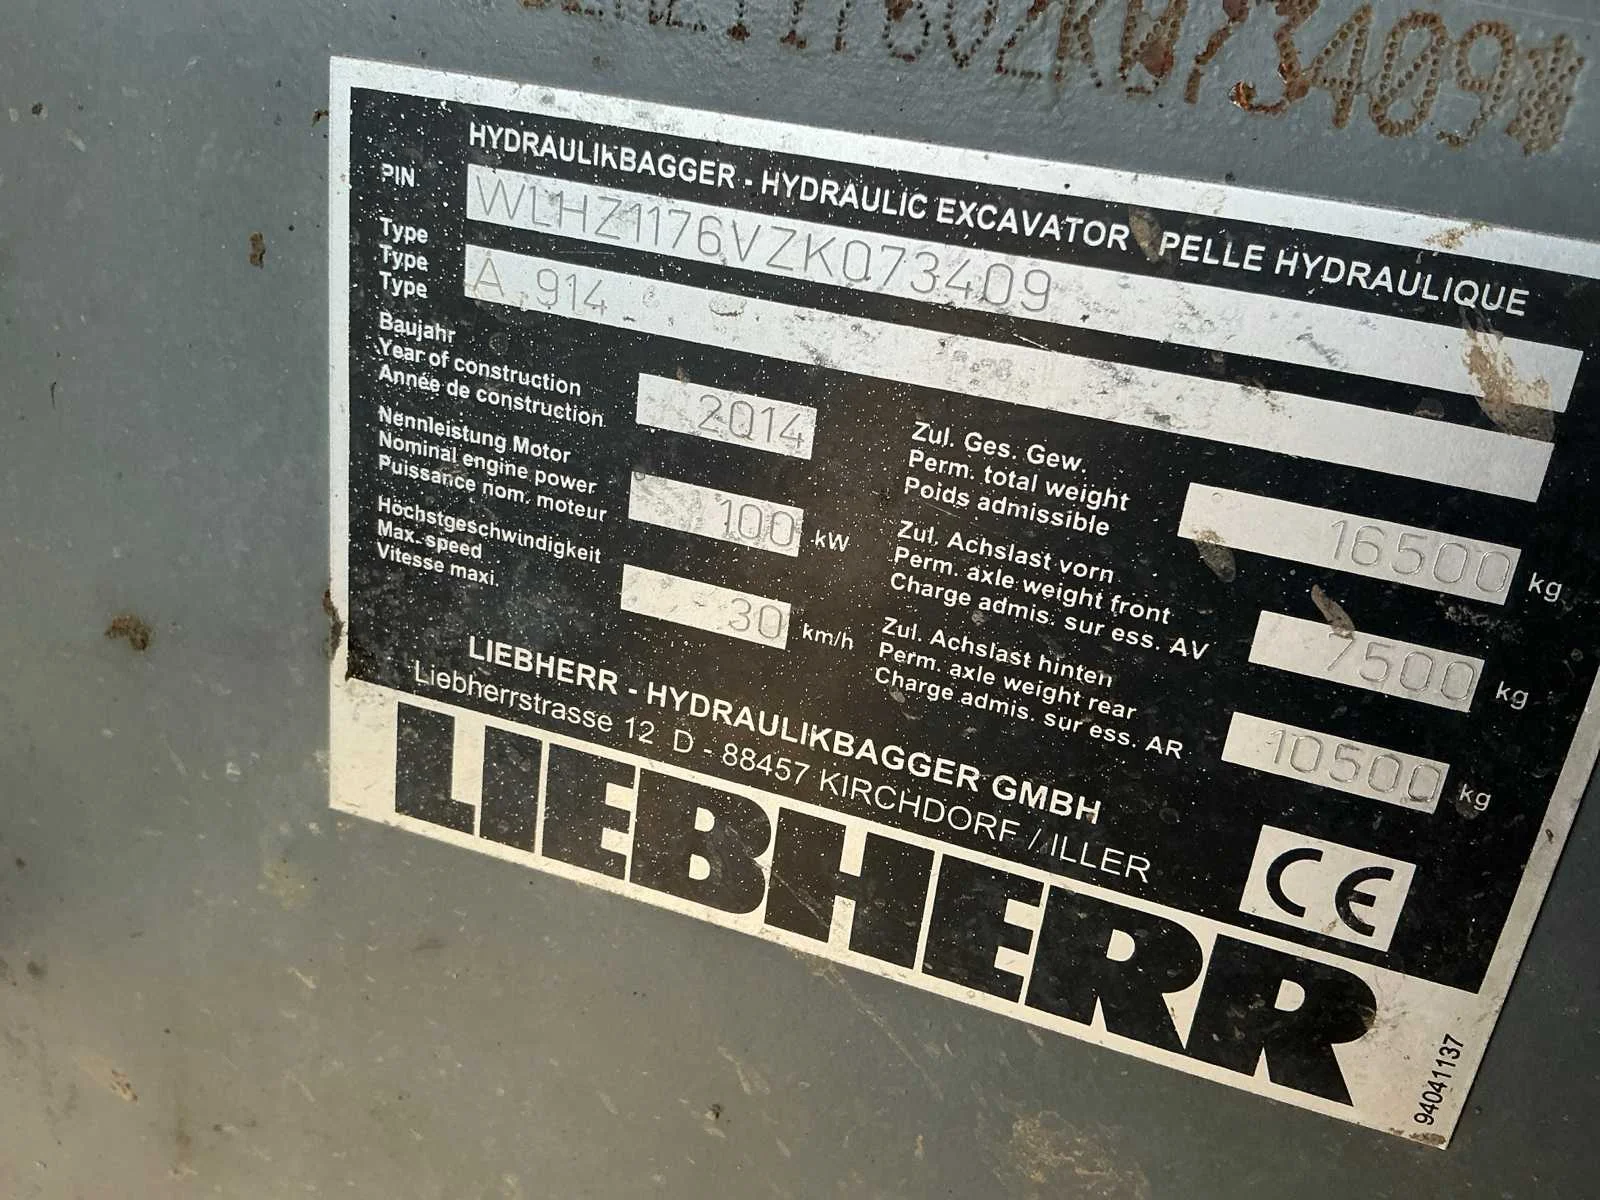 73409*
HYDRAULIKBAGGER - HYDRAULIC EXCAVATOR PELLE HYDRAULIQUE
PIN WLHZ1176VZK073409
Type
Type A 914
Type
Baujahr
Year of construction 2014
Année de construction
Nennleistung Motor
Nominal engine power 100 kW
Puissance nom. moteur
Höchstgeschwindigkeit
Max. speed 30 km/h
Vitesse maxi.
Zul. Ges. Gew.
Perm. total weight 16500 kg
Poids admissible
Zul. Achslast vorn
Perm. axle weight front 7500 kg
Charge admis. sur ess. AV
Zul. Achslast hinten
Perm. axle weight rear 10500 kg
Charge admis. sur ess. AR
LIEBHERR - HYDRAULIKBAGGER GMBH
Liebherrstrasse 12 D - 88457 KIRCHDORF / ILLER
CE
LIEBHERR
94041137